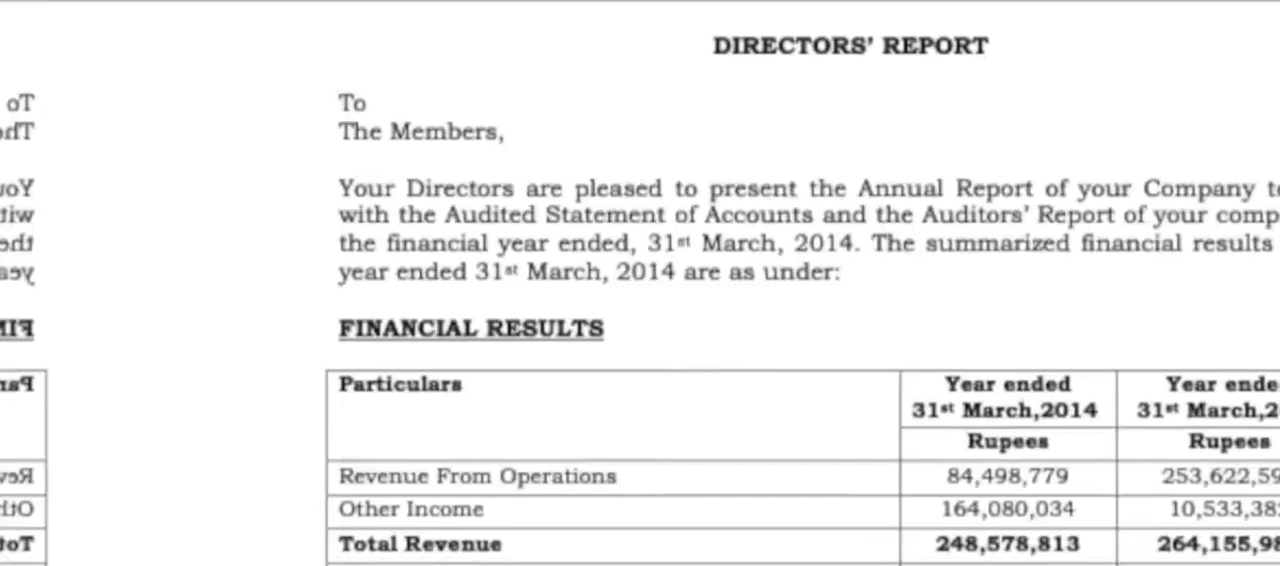 DIRECTORS' REPORT
To
The Members,
Your Directors are pleased to present the Annual Report of your Company
with the Audited Statement of Accounts and the Auditors' Report of your
the financial year ended, 31st March, 2014. The summarized financial results
year ended 31st March, 2014 are as under:
FINANCIAL RESULTS
Particulars Year ended Year
31st March,2014 31st
Rupees Rupees
Revenue From Operations 84,498,779
Other Income 164,080,034
Total Revenue 248,578,813